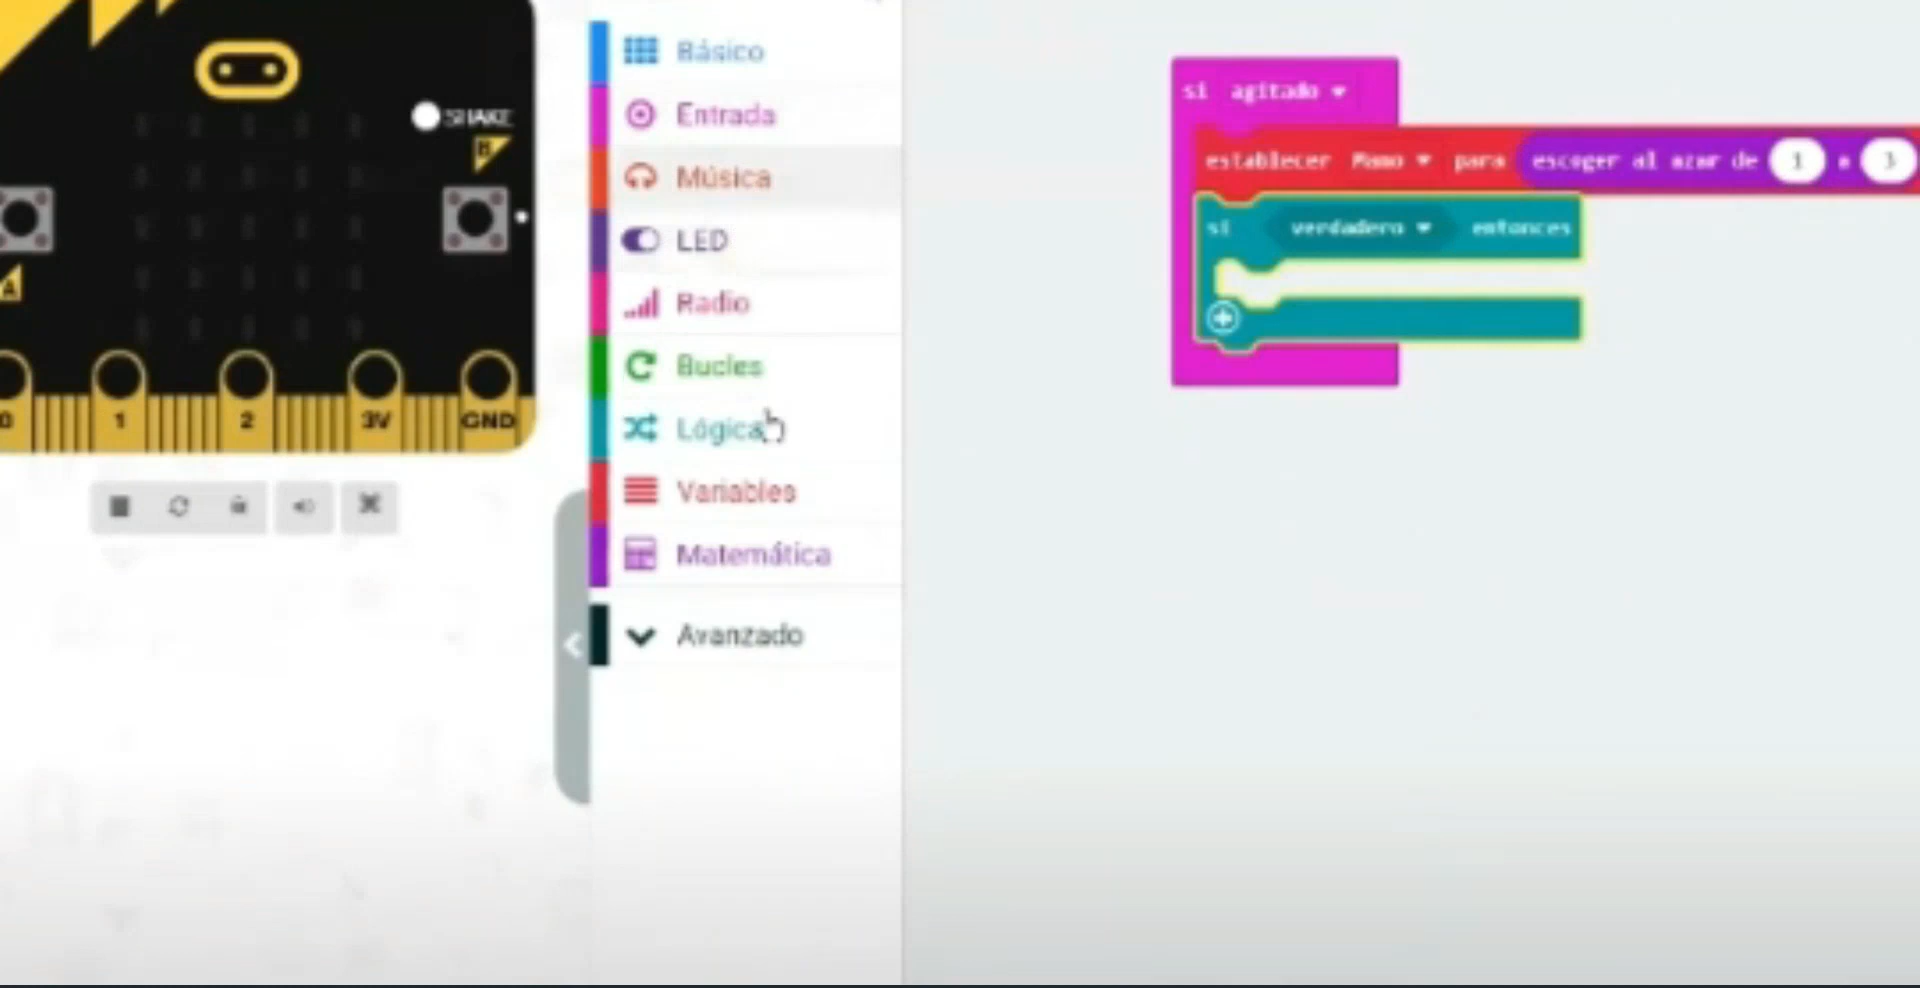 SHAKE
B
A
0 1 2 3V GND
Básico
Entrada
Música
LED
Radio
Bucles
Lógica
Variables
Matemática
Avanzado
si agitado
establecer Mano para escoger al azar de 1 a 3
si verdadero entonces